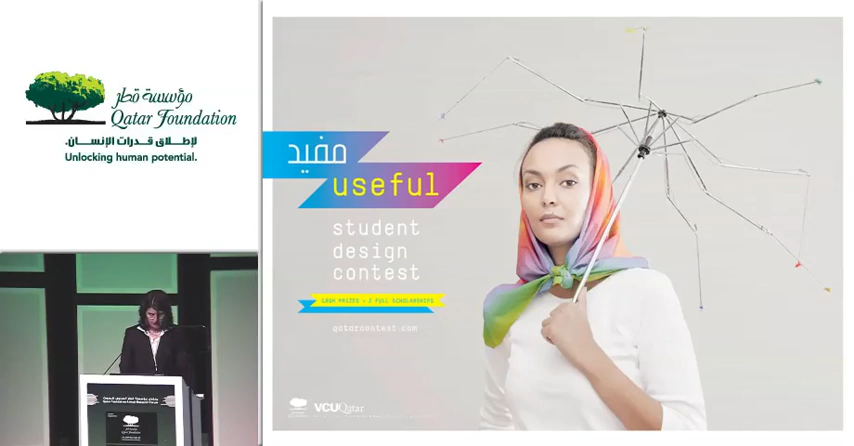 مؤسسة قطر
Qatar Foundation
لإطلاق قدرات الإنسان.
Unlocking human potential.
مفيد
useful
student
design
contest
CASH PRIZES + 2 FULL SCHOLARSHIPS
qatarcontest.com
VCUQatar